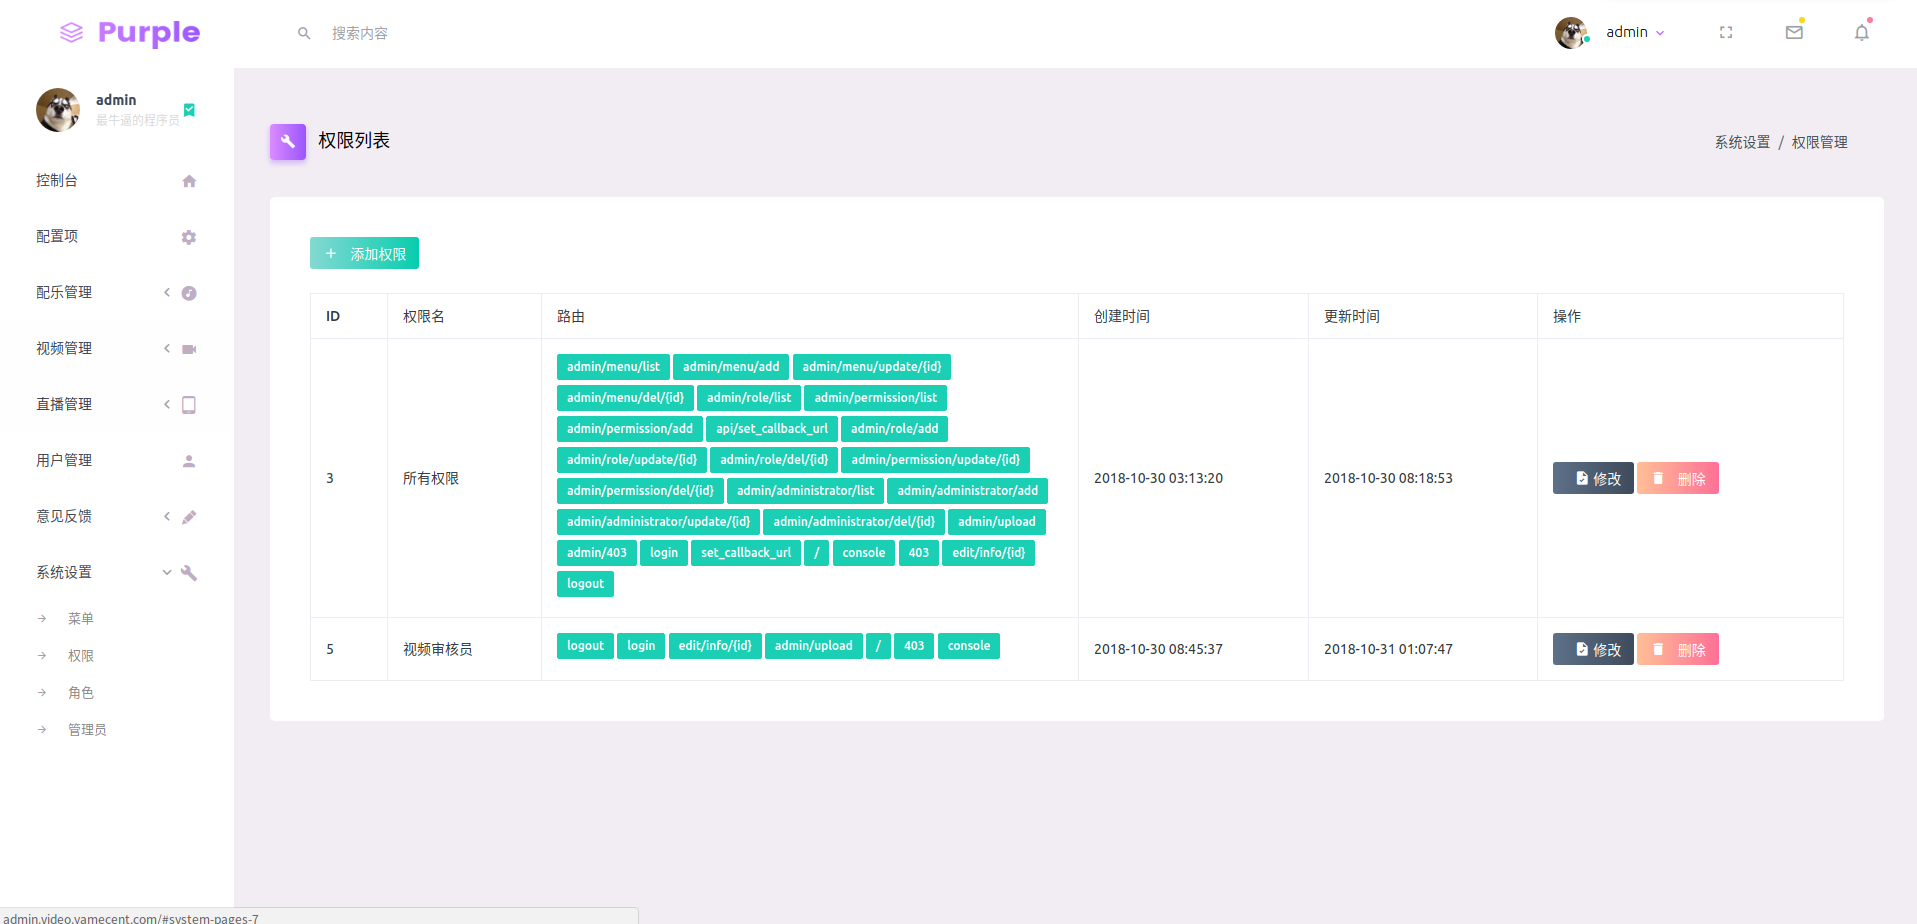 Purple
搜索内容
admin
admin
最牛逼的程序员
控制台
配置项
配乐管理
视频管理
直播管理
用户管理
意见反馈
系统设置
菜单
权限
角色
管理员
权限列表
系统设置 / 权限管理
+ 添加权限
ID 权限名 路由 创建时间 更新时间 操作
3 所有权限
admin/menu/list admin/menu/add admin/menu/update/{id}
admin/menu/del/{id} admin/role/list admin/permission/list
admin/permission/add api/set_callback_url admin/role/add
admin/role/update/{id} admin/role/del/{id} admin/permission/update/{id}
admin/permission/del/{id} admin/administrator/list admin/administrator/add
admin/administrator/update/{id} admin/administrator/del/{id} admin/upload
admin/403 login set_callback_url / console 403 edit/info/{id}
logout
2018-10-30 03:13:20 2018-10-30 08:18:53 修改 删除
5 视频审核员 logout login edit/info/{id} admin/upload / 403 console 2018-10-30 08:45:37 2018-10-31 01:07:47 修改 删除
admin.video.yamecent.com/#system-pages-7